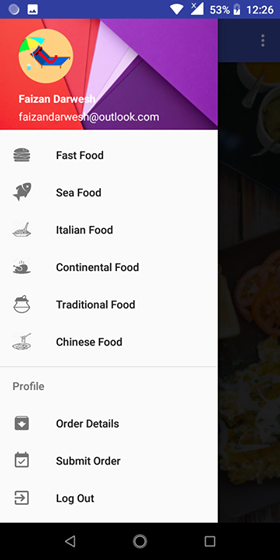 53% 12:26
Faizan Darwesh
faizandarwesh@outlook.com
Fast Food
Sea Food
Italian Food
Continental Food
Traditional Food
Chinese Food
Profile
Order Details
Submit Order
Log Out